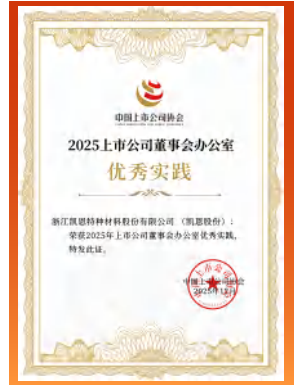 中国上市公司协会
2025上市公司董事会办公室
优秀实践
浙江凯恩特种材料股份有限公司（凯恩股份）：
荣获2025年上市公司董事会办公室优秀实践，
特发此证。
中国上市公司协会